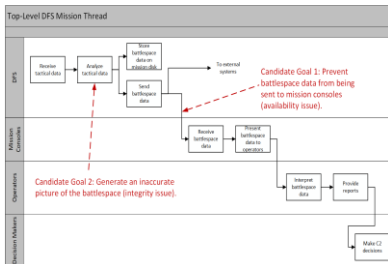 Top-Level DFS Mission Thread
DFS
Receive
tactical data
Analyze
tactical data
Store
battlespace
data on
mission disk
Send
battlespace
data
To external
systems
Candidate Goal 1: Prevent
battlespace data from being
sent to mission consoles
(availability issue).
Mission
Consoles
Receive
battlespace
data
Present
battlespace
data to
operators
Candidate Goal 2: Generate an inaccurate
picture of the battlespace (integrity issue).
Operators
Interpret
battlespace
data
Provide
reports
Decision Makers
Make C2
decisions